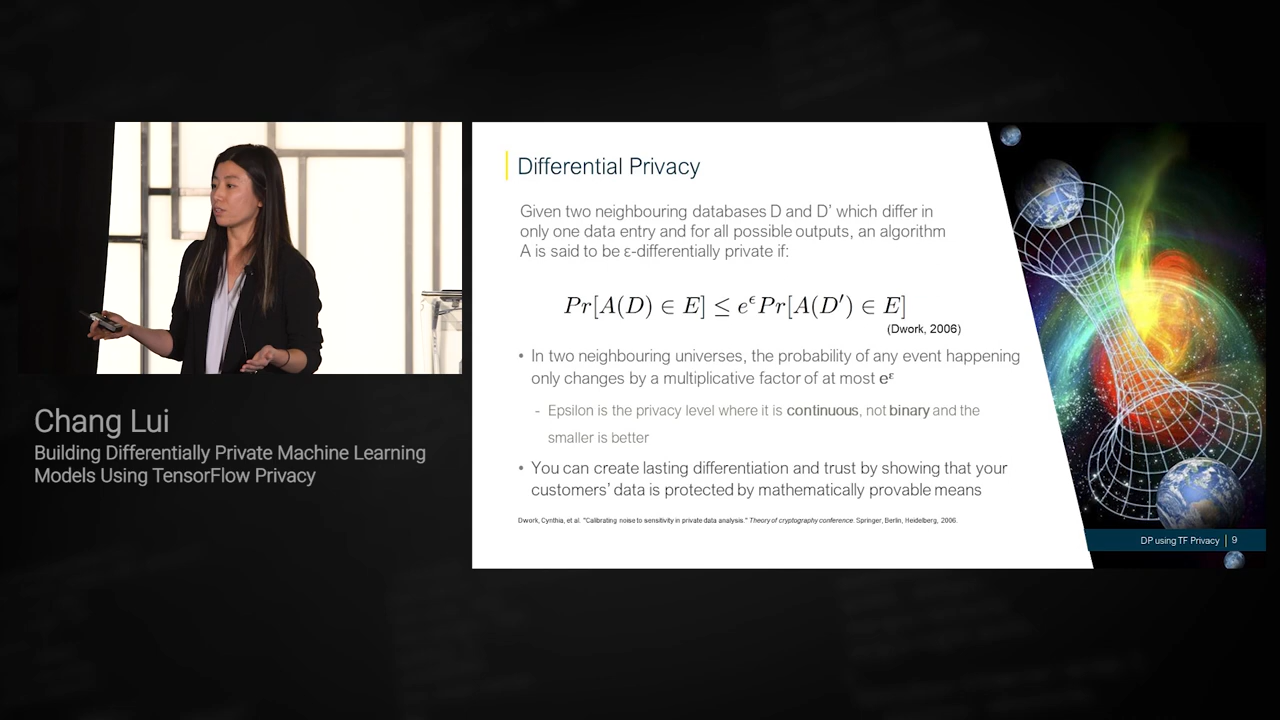 Chang Lui
Building Differentially Private Machine Learning
Models Using TensorFlow Privacy
Differential Privacy
Given two neighbouring databases D and D’ which differ in
only one data entry and for all possible outputs, an algorithm
A is said to be ε-differentially private if:
Pr[A(D) ∈ E] ≤ e^ϵ Pr[A(D′) ∈ E]
(Dwork, 2006)
• In two neighbouring universes, the probability of any event happening
only changes by a multiplicative factor of at most e^ε
- Epsilon is the privacy level where it is continuous, not binary and the
smaller is better
• You can create lasting differentiation and trust by showing that your
customers’ data is protected by mathematically provable means
Dwork, Cynthia, et al. "Calibrating noise to sensitivity in private data analysis." Theory of cryptography conference. Springer, Berlin, Heidelberg, 2006.
DP using TF Privacy | 9